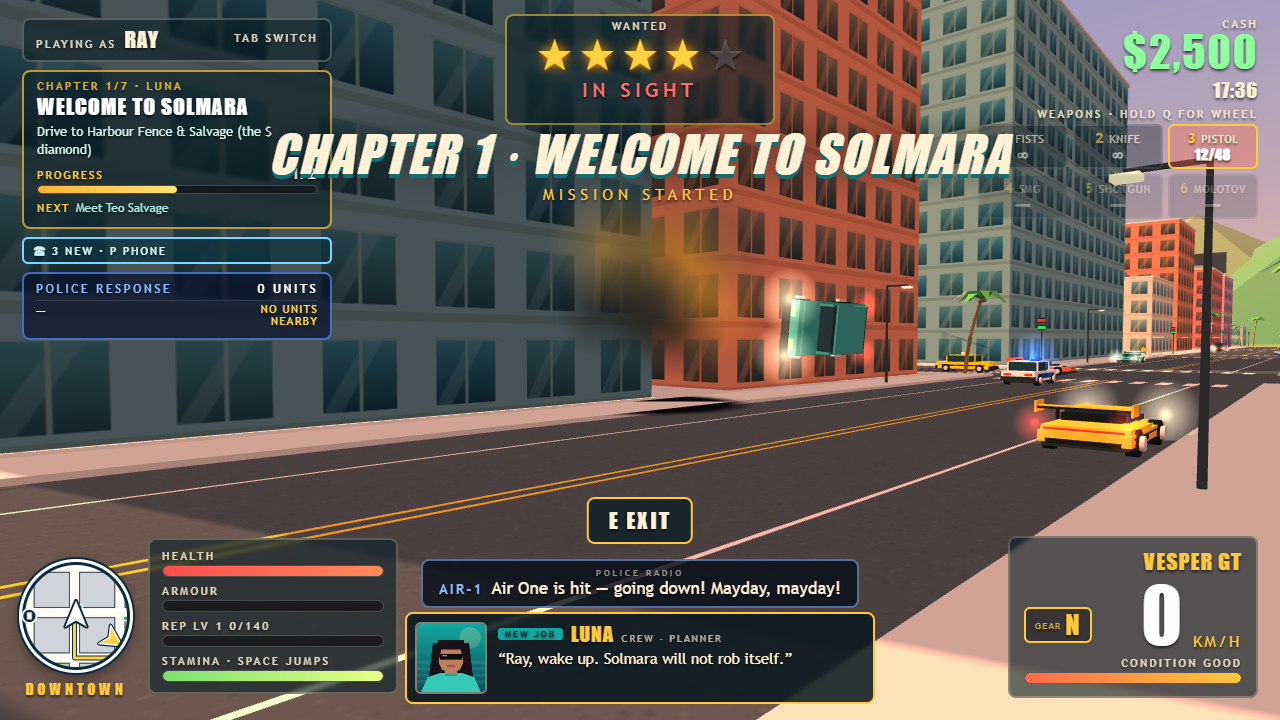 PLAYING AS RAY TAB SWITCH
CHAPTER 1/7 · LUNA
WELCOME TO SOLMARA
Drive to Harbour Fence & Salvage (the $
diamond)
PROGRESS
NEXT Meet Teo Salvage
☎ 3 NEW · P PHONE
POLICE RESPONSE 0 UNITS
— NO UNITS
NEARBY
WANTED
IN SIGHT
CHAPTER 1 · WELCOME TO SOLMARA
MISSION STARTED
CASH
$2,500
17:36
WEAPONS · HOLD Q FOR WHEEL
FISTS ∞
2 KNIFE ∞
3 PISTOL 12/48
4 SMG —
5 SHOTGUN —
6 MOLOTOV —
E EXIT
POLICE RADIO
AIR-1 Air One is hit — going down! Mayday, mayday!
NEW JOB LUNA CREW · PLANNER
“Ray, wake up. Solmara will not rob itself.”
DOWNTOWN
HEALTH
ARMOUR
REP LV 1 0/140
STAMINA · SPACE JUMPS
VESPER GT
GEAR N
0 KM/H
CONDITION GOOD